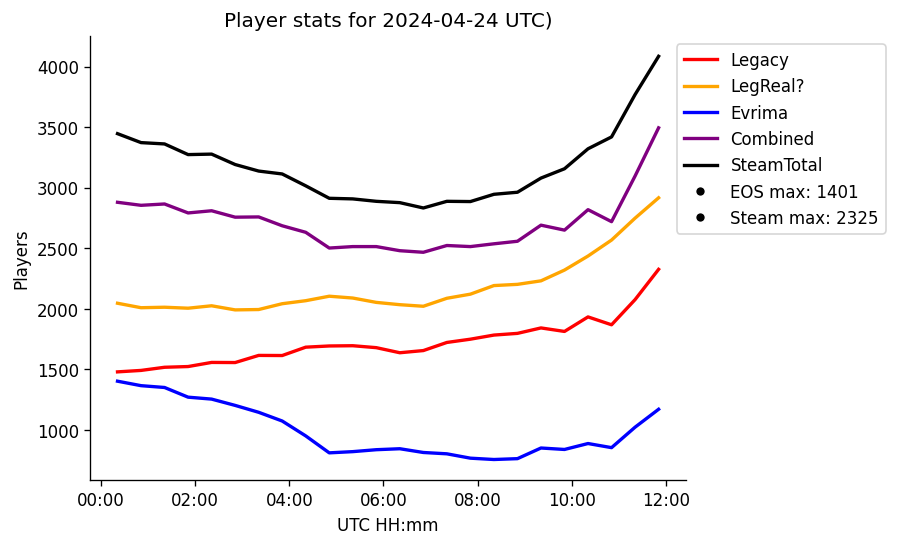 Player stats for 2024-04-24 UTC)
4000
3500
3000
2500
2000
1500
1000
Players
00:00 02:00 04:00 06:00 08:00 10:00 12:00
UTC HH:mm
Legacy
LegReal?
Evrima
Combined
SteamTotal
EOS max: 1401
Steam max: 2325